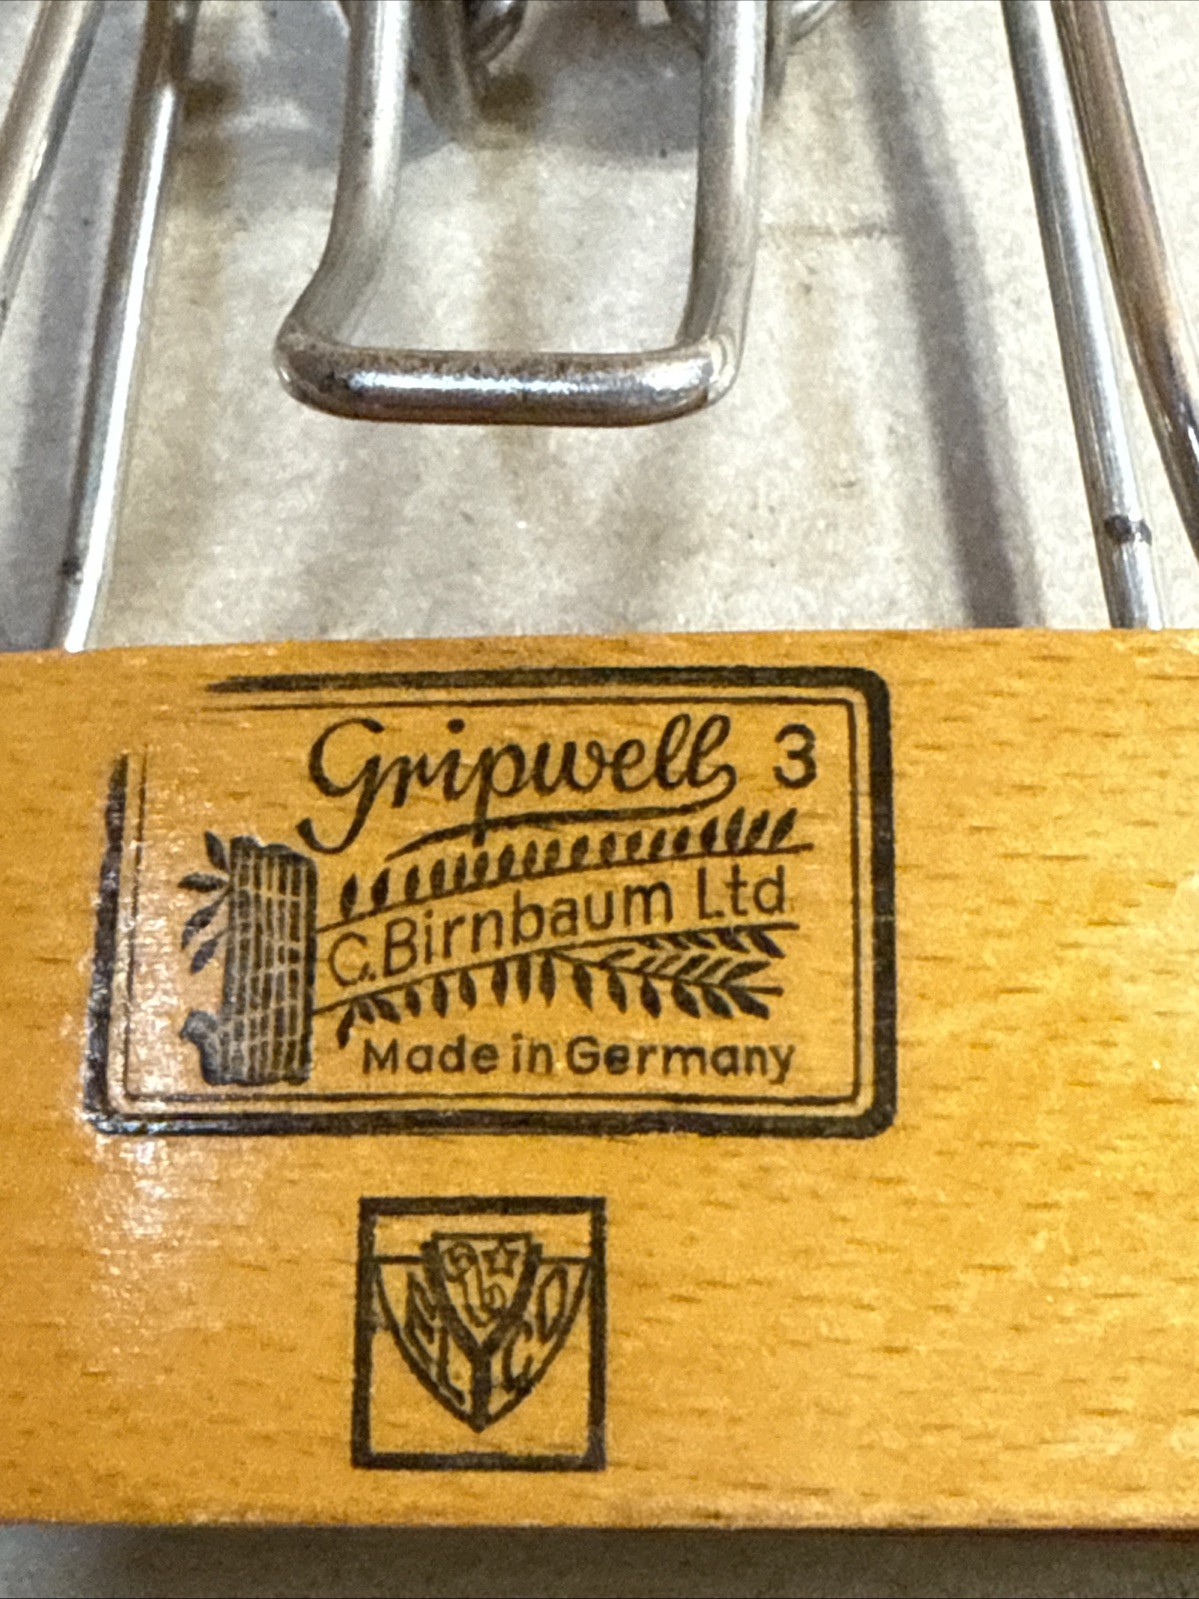 Gripwell 3
C. Birnbaum Ltd
Made in Germany